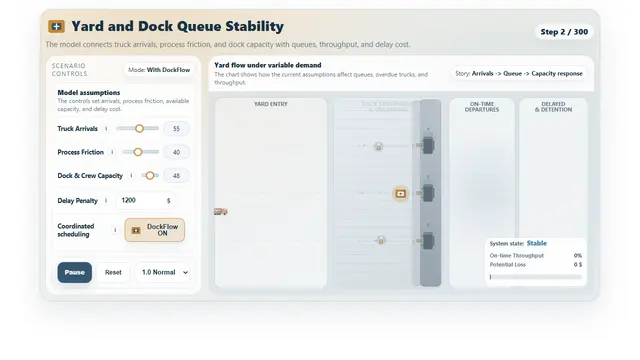 Yard and Dock Queue Stability
The model connects truck arrivals, process friction, and dock capacity with queues, throughput, and delay cost.
Step 2 / 300
SCENARIO
CONTROLS
Mode: With DockFlow
Model assumptions
The controls set arrivals, process friction, available
capacity, and delay cost.
Truck Arrivals i 55
Process Friction i 40
Dock & Crew Capacity i 48
Delay Penalty i 1200 $
Coordinated
scheduling i
DockFlow
ON
Pause
Reset
1.0 Normal
Yard flow under variable demand
The chart shows how the current assumptions affect queues, overdue trucks, and
throughput.
Story: Arrivals -> Queue -> Capacity response
YARD ENTRY
ON-TIME
DEPARTURES
DELAYED
& DETENTION
System state: Stable
On-time Throughput 0%
Potential Loss 0 $